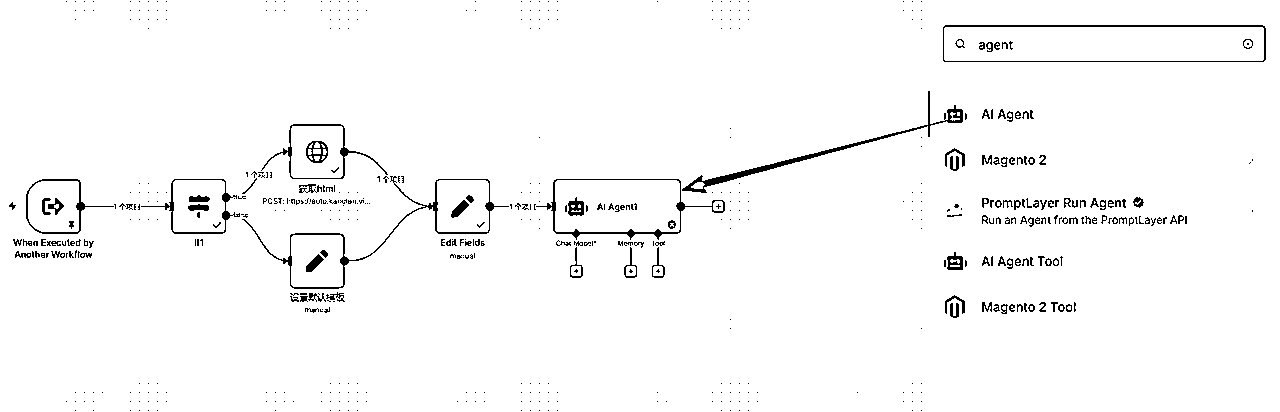 agent
AI Agent
Magento 2
PromptLayer Run Agent
Run an Agent from the PromptLayer API
AI Agent Tool
Magento 2 Tool
When Executed by
Another Workflow
1个项目
If1
true
false
1个项目
获取html
POST: https://auto.kangtan.vi...
设置默认模板
manual
1个项目
Edit Fields
manual
1个项目
AI Agent1
Chat Model*
Memory
Tool